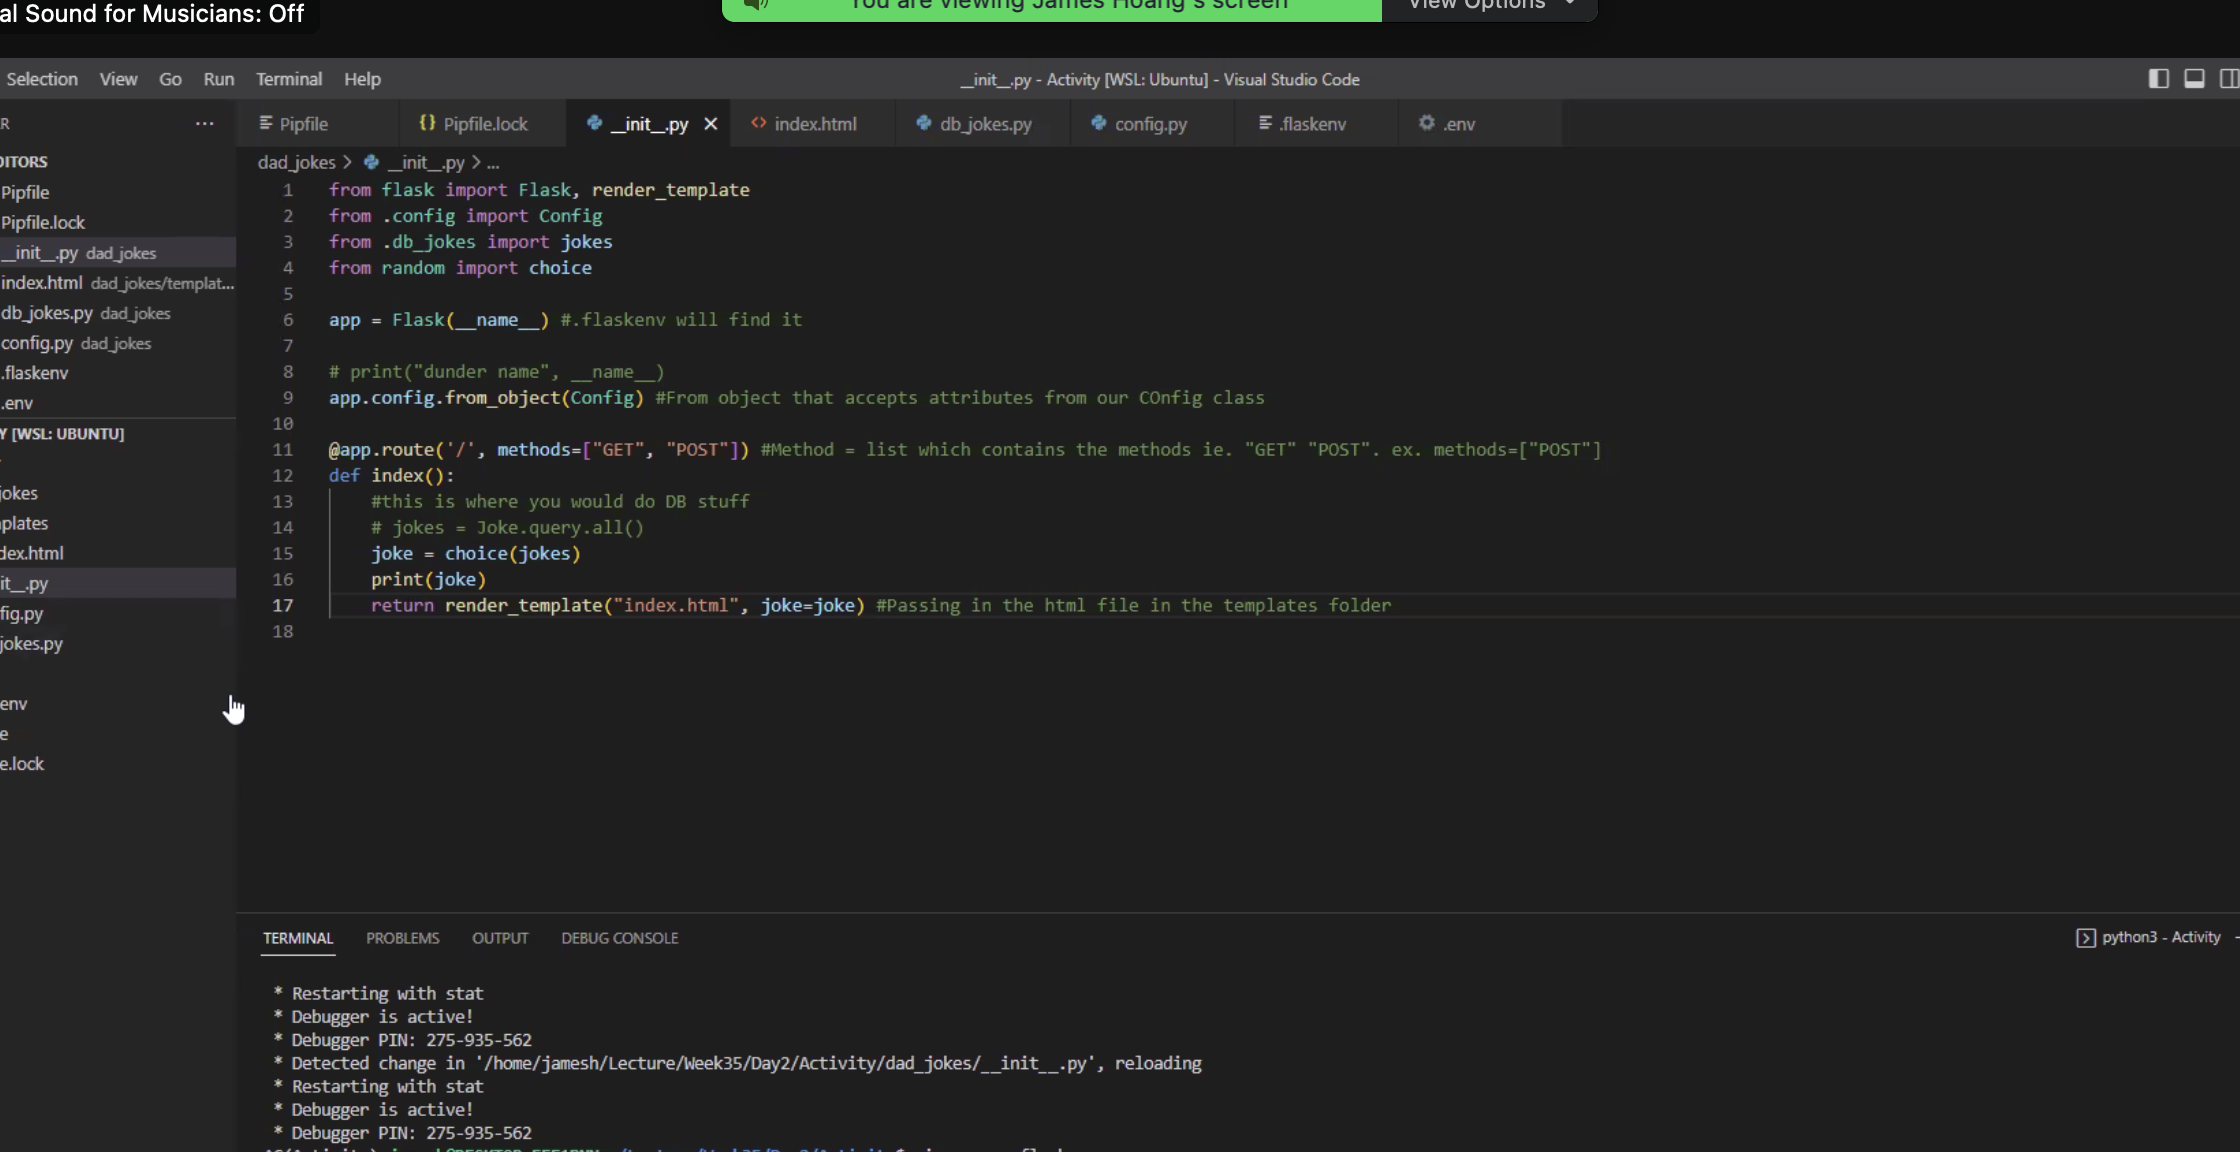 al Sound for Musicians: Off
You are viewing James Hoang's screen
View Options
Selection View Go Run Terminal Help
__init__.py - Activity [WSL: Ubuntu] - Visual Studio Code
R ...
Pipfile
{} Pipfile.lock
__init__.py ×
<> index.html
db_jokes.py
config.py
.flaskenv
.env
DITORS
Pipfile
Pipfile.lock
__init__.py dad_jokes
index.html dad_jokes/templat...
db_jokes.py dad_jokes
config.py dad_jokes
.flaskenv
.env
Y [WSL: UBUNTU]
jokes
plates
dex.html
it__.py
fig.py
jokes.py
env
e
e.lock
dad_jokes > __init__.py > ...
1 from flask import Flask, render_template
2 from .config import Config
3 from .db_jokes import jokes
4 from random import choice
5
6 app = Flask(__name__) #.flaskenv will find it
7
8 # print("dunder name", __name__)
9 app.config.from_object(Config) #From object that accepts attributes from our COnfig class
10
11 @app.route('/', methods=["GET", "POST"]) #Method = list which contains the methods ie. "GET" "POST". ex. methods=["POST"]
12 def index():
13     #this is where you would do DB stuff
14     # jokes = Joke.query.all()
15     joke = choice(jokes)
16     print(joke)
17     return render_template("index.html", joke=joke) #Passing in the html file in the templates folder
18
TERMINAL PROBLEMS OUTPUT DEBUG CONSOLE
python3 - Activity
* Restarting with stat
* Debugger is active!
* Debugger PIN: 275-935-562
* Detected change in '/home/jamesh/Lecture/Week35/Day2/Activity/dad_jokes/__init__.py', reloading
* Restarting with stat
* Debugger is active!
* Debugger PIN: 275-935-562